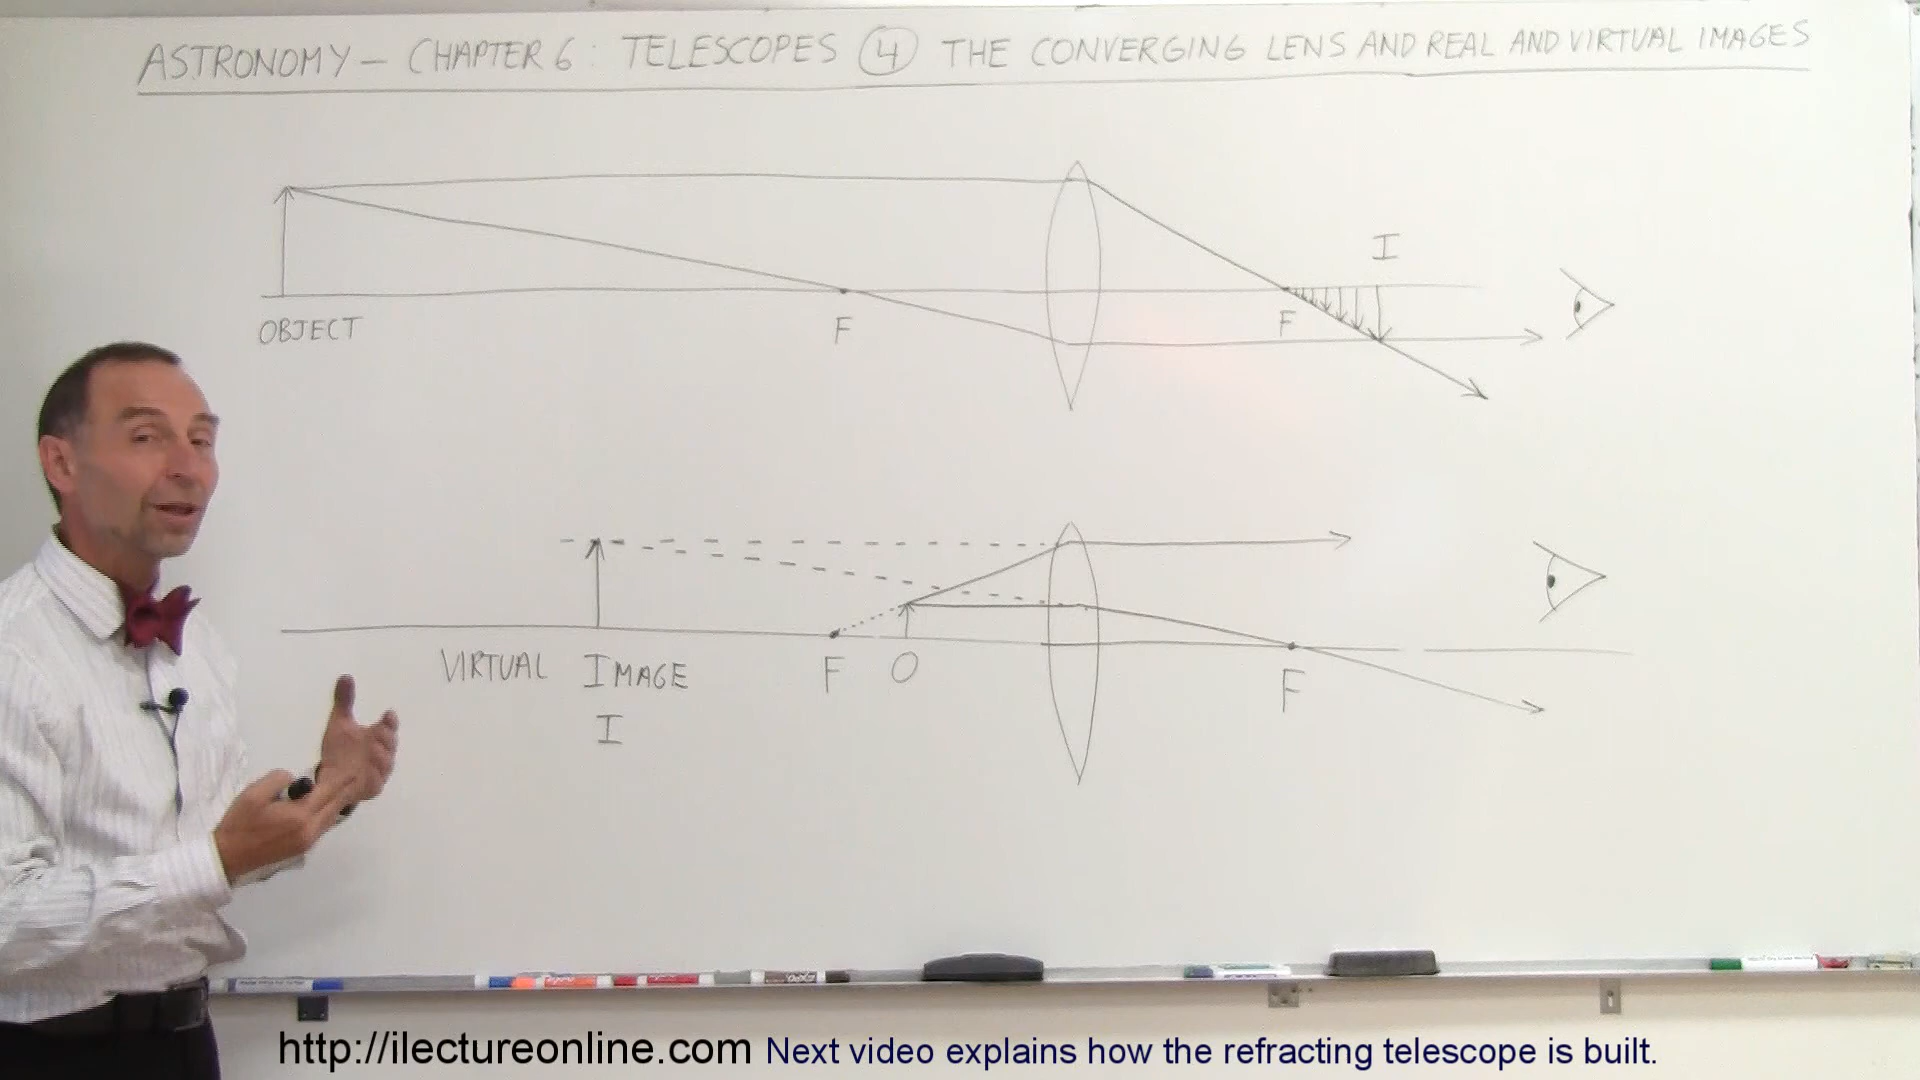 ASTRONOMY – CHAPTER 6: TELESCOPES 4 THE CONVERGING LENS AND REAL AND VIRTUAL IMAGES
I
OBJECT
F
F
VIRTUAL IMAGE
F
O
F
I
http://ilectureonline.com Next video explains how the refracting telescope is built.